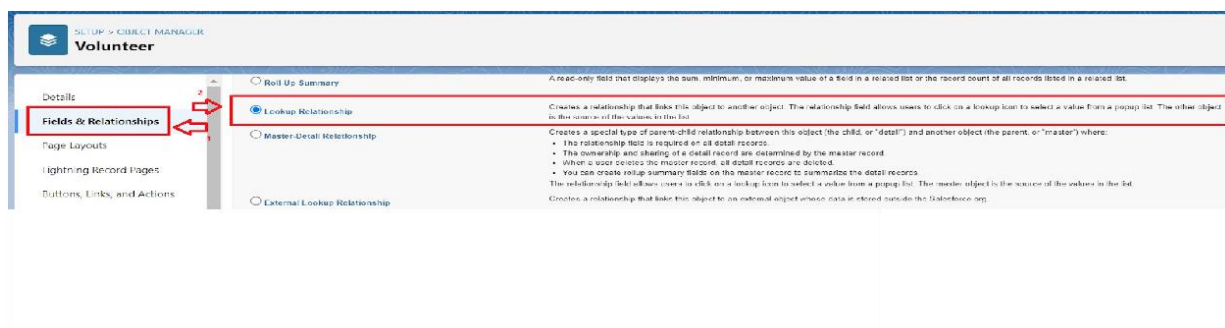 SETUP > OBJECT MANAGER
Volunteer
Details
Fields & Relationships
Page Layouts
Lightning Record Pages
Buttons, Links, and Actions
2
1
Roll-Up Summary
A read-only field that displays the sum, minimum, or maximum value of a field in a related list or the record count of all records listed in a related list.
Lookup Relationship
Creates a relationship that links this object to another object. The relationship field allows users to click on a lookup icon to select a value from a popup list. The other object
is the source of the values in the list.
Master-Detail Relationship
Creates a special type of parent-child relationship between this object (the child, or "detail") and another object (the parent, or "master") where:
• The relationship field is required on all detail records.
• The ownership and sharing of a detail record are determined by the master record.
• When a user deletes the master record, all detail records are deleted.
• You can create rollup summary fields on the master record to summarize the detail records.
The relationship field allows users to click on a lookup icon to select a value from a popup list. The master object is the source of the values in the list.
External Lookup Relationship
Creates a relationship that links this object to an external object whose data is stored outside the Salesforce org.